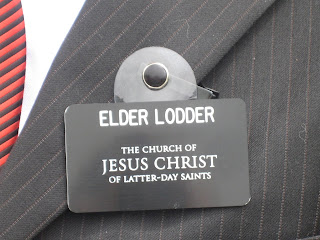 ELDER LODDER
THE CHURCH OF
JESUS CHRIST
OF LATTER-DAY SAINTS